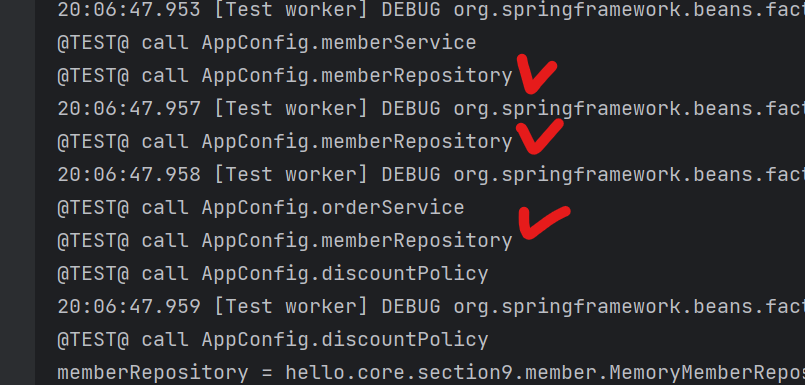 20:06:47.953 [Test worker] DEBUG org.springframework.beans.fact
@TEST@ call AppConfig.memberService
@TEST@ call AppConfig.memberRepository
20:06:47.957 [Test worker] DEBUG org.springframework.beans.fact
@TEST@ call AppConfig.memberRepository
20:06:47.958 [Test worker] DEBUG org.springframework.beans.fact
@TEST@ call AppConfig.orderService
@TEST@ call AppConfig.memberRepository
@TEST@ call AppConfig.discountPolicy
20:06:47.959 [Test worker] DEBUG org.springframework.beans.fact
@TEST@ call AppConfig.discountPolicy
memberRepository = hello.core.section9.member.MemoryMemberRepos